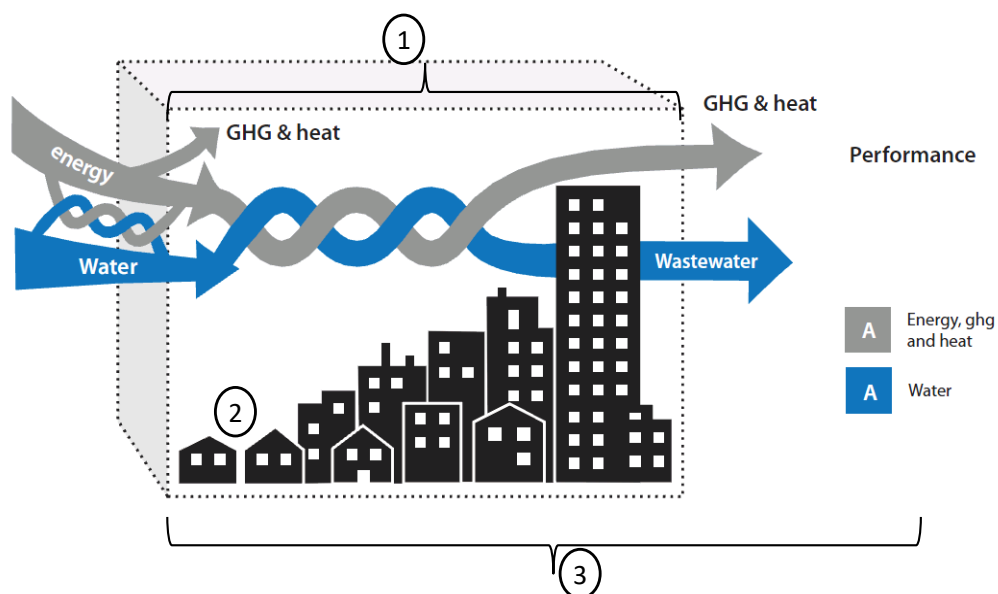 1
GHG & heat
GHG & heat
energy
Performance
Water
Wastewater
A
Energy, ghg
and heat
A
Water
2
3